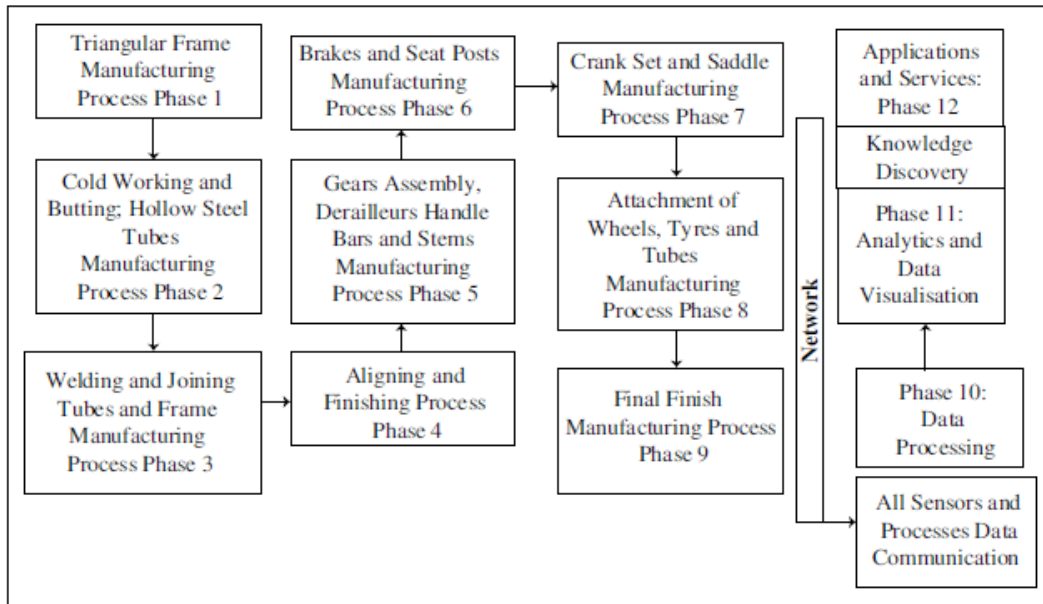 Triangular Frame
Manufacturing
Process Phase 1
Cold Working and
Butting; Hollow Steel
Tubes
Manufacturing
Process Phase 2
Welding and Joining
Tubes and Frame
Manufacturing
Process Phase 3
Brakes and Seat Posts
Manufacturing
Process Phase 6
Gears Assembly,
Derailleurs Handle
Bars and Stems
Manufacturing
Process Phase 5
Aligning and
Finishing Process
Phase 4
Crank Set and Saddle
Manufacturing
Process Phase 7
Attachment of
Wheels, Tyres and
Tubes
Manufacturing
Process Phase 8
Final Finish
Manufacturing Process
Phase 9
Network
Applications
and Services:
Phase 12
Knowledge
Discovery
Phase 11:
Analytics and
Data
Visualisation
Phase 10:
Data
Processing
All Sensors and
Processes Data
Communication